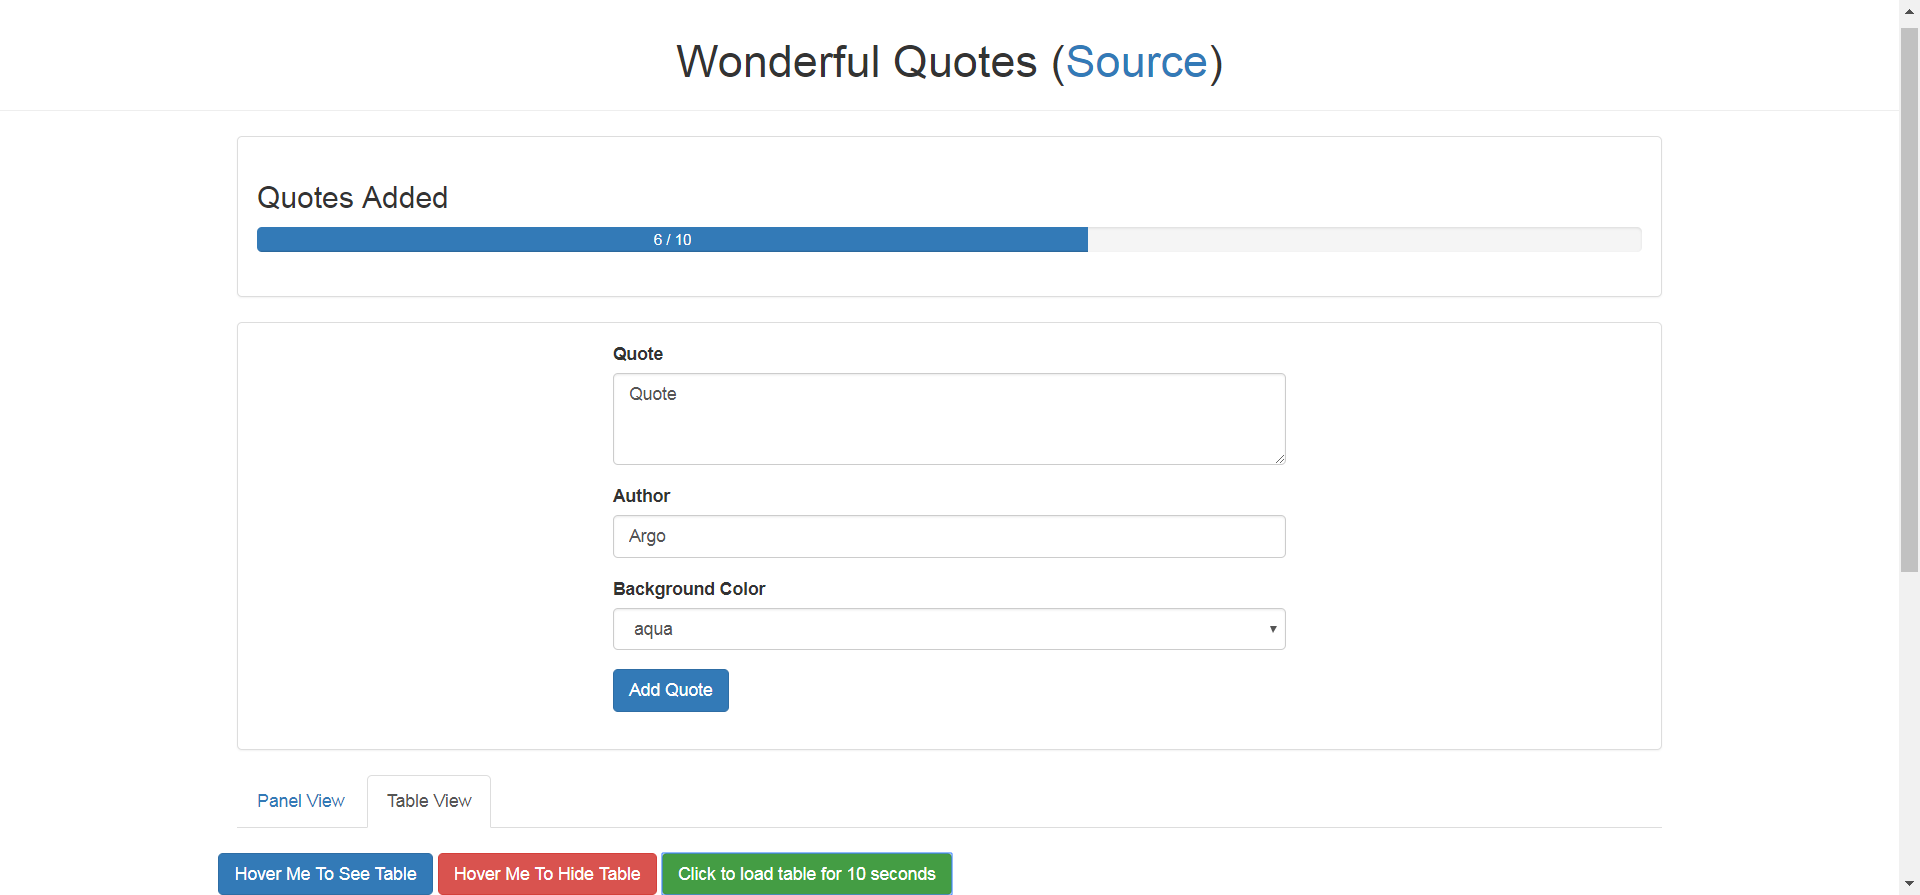 Wonderful Quotes (Source)
Quotes Added
6 / 10
Quote
Quote
Author
Argo
Background Color
aqua
Add Quote
Panel View Table View
Hover Me To See Table Hover Me To Hide Table Click to load table for 10 seconds